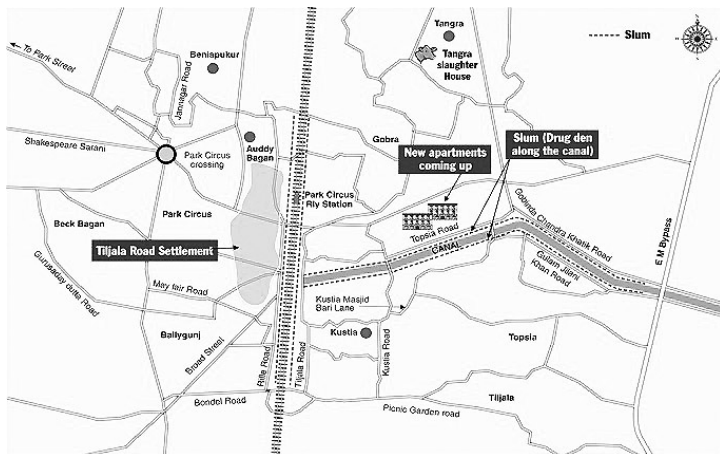 Tangra
Slum
To Park Street
Benispukur
Tangra
slaughter
House
Jannagar Road
Shakespeare Sarani
Auddy
Bagan
Gobra
Park Circus
crossing
New apartments
coming up
Slum (Drug den
along the canal)
Park Circus
Rly Station
Beck Bagan
Park Circus
Gobinda Chandra khatik Road
Topsia Road
CANAL
Tiljala Road Settlement
E M Bypass
Gurusaday dutta Road
May fair Road
Gulam Jilani
Khan Road
Kustia Masjid
Bari Lane
Ballygunj
Broad Street
Rifle Road
Tiljala Road
Kustia
Kustia Road
Topsia
Bondel Road
Picnic Garden road
Tiljala